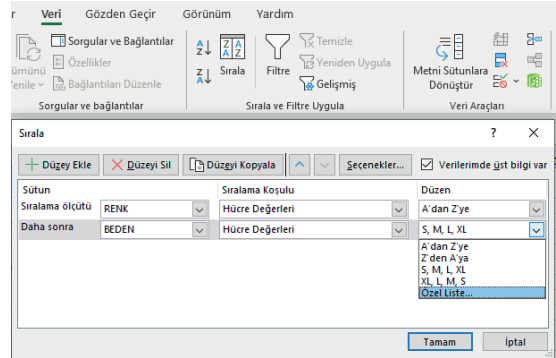 r Veri Gözden Geçir Görünüm Yardım
Sorgular ve Bağlantılar
Özellikler
Bağlantıları Düzenle
ümünü
enile
Sırala
Filtre
Temizle
Yeniden Uygula
Gelişmiş
Metni Sütunlara
Dönüştür
Sorgular ve bağlantılar
Sırala ve Filtre Uygula
Veri Araçları
Sırala ? X
Düzey Ekle Düzeyi Sil Düzeyi Kopyala Seçenekler... Verilerimde üst bilgi var
Sütun Sıralama Koşulu Düzen
Sıralama ölçütü RENK Hücre Değerleri A'dan Z'ye
Daha sonra BEDEN Hücre Değerleri S, M, L, XL
A'dan Z'ye
Z'den A'ya
S, M, L, XL
XL, L, M, S
Özel Liste...
Tamam İptal